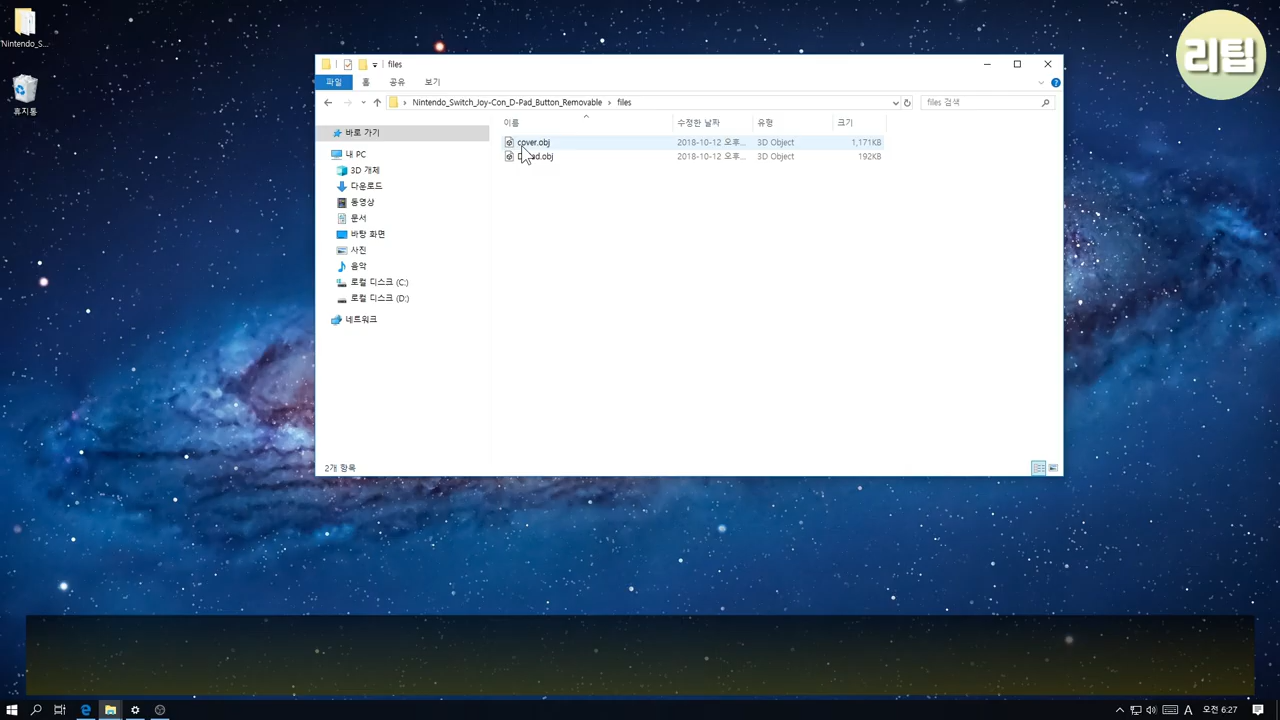 Nintendo_S...
휴지통
리팁
files
파일
홈
공유
보기
Nintendo_Switch_Joy-Con_D-Pad_Button_Removable
files
files 검색
이름
수정한 날짜
유형
크기
cover.obj
2018-10-12 오후...
3D Object
1,171KB
2018-10-12 오후...
3D Object
192KB
바로 가기
내 PC
3D 개체
다운로드
동영상
문서
바탕 화면
사진
음악
로컬 디스크 (C:)
로컬 디스크 (D:)
네트워크
2개 항목
A
오전 6:27